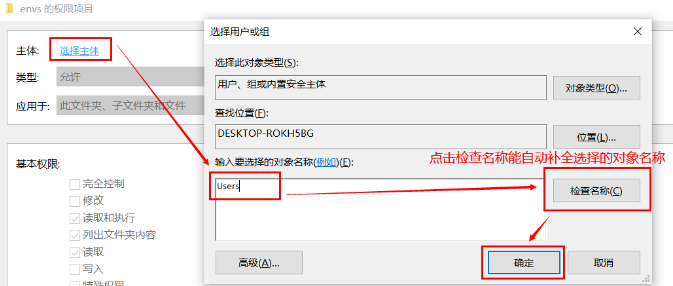 envs 的权限项目
主体: 选择主体
类型: 允许
应用于: 此文件夹、子文件夹和文件
基本权限:
完全控制
修改
读取和执行
列出文件夹内容
读取
写入
特殊权限
选择用户或组
选择此对象类型(S):
用户、组或内置安全主体
对象类型(O)...
查找位置(F):
DESKTOP-ROKH5BG
位置(L)...
点击检查名称能自动补全选择的对象名称
输入要选择的对象名称(例如)(E):
Users
检查名称(C)
高级(A)...
确定
取消